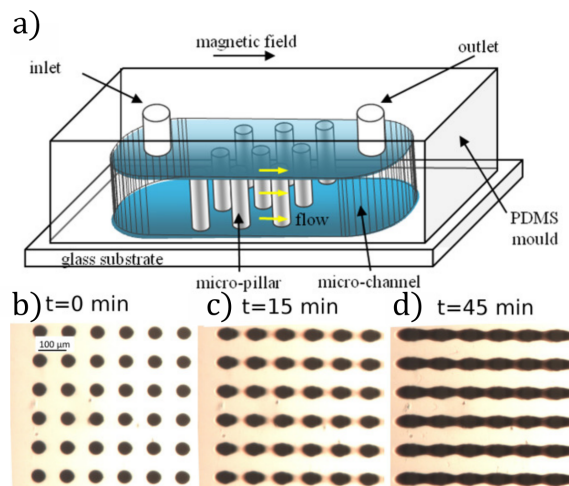 a)
magnetic field
inlet
outlet
flow
PDMS
mould
glass substrate
micro-pillar
micro-channel
b) t=0 min
c) t=15 min
d) t=45 min
100 μm